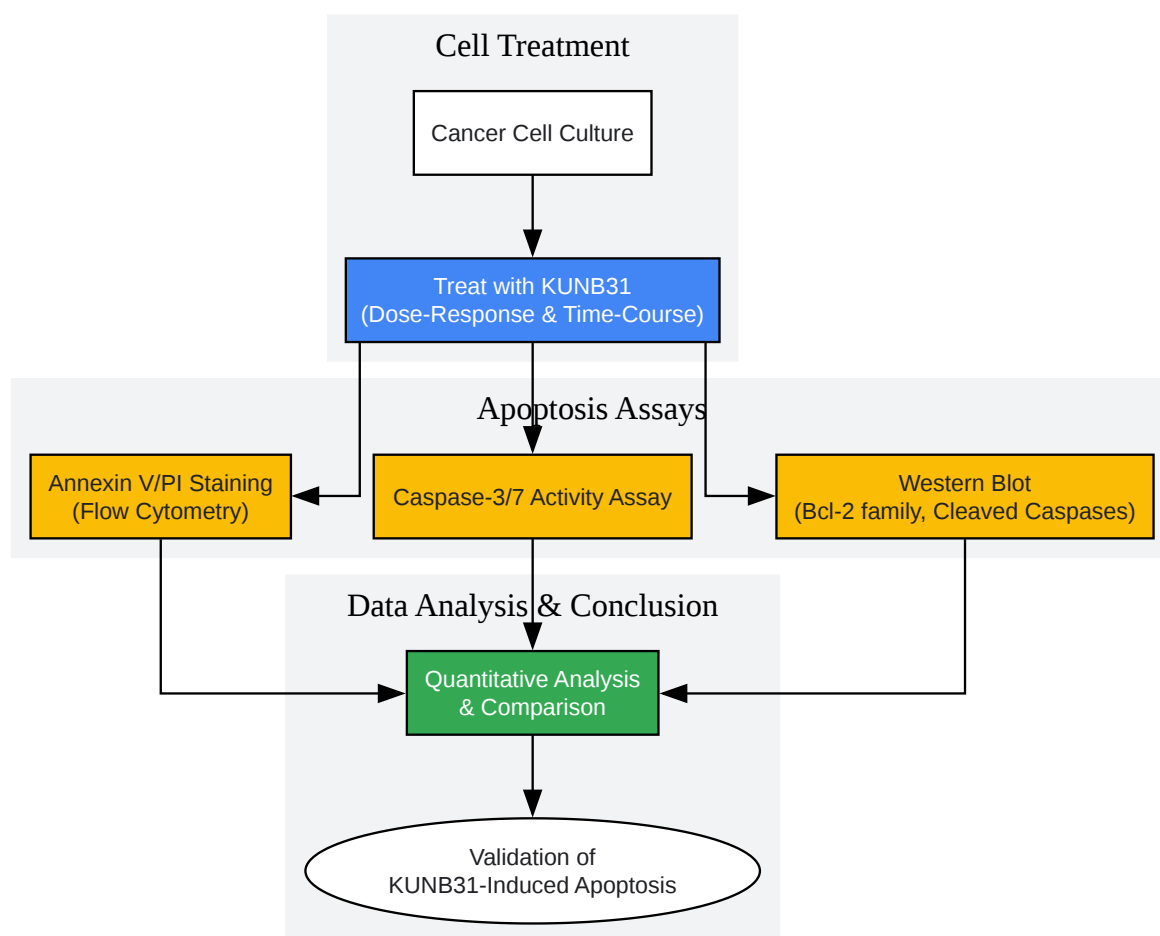 Cell Treatment
Cancer Cell Culture
Treat with KUNB31
(Dose-Response & Time-Course)
Apoptosis Assays
Annexin V/PI Staining
(Flow Cytometry)
Caspase-3/7 Activity Assay
Western Blot
(Bcl-2 family, Cleaved Caspases)
Data Analysis & Conclusion
Quantitative Analysis
& Comparison
Validation of
KUNB31-Induced Apoptosis